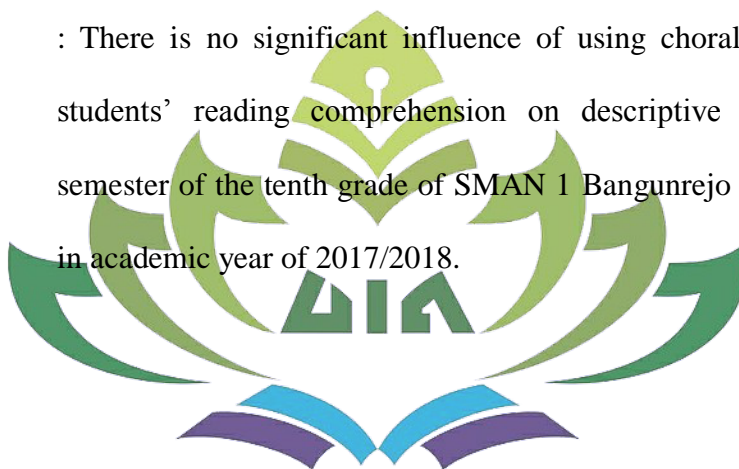 : There is no significant influence of using choral
students’ reading comprehension on descriptive
semester of the tenth grade of SMAN 1 Bangunrejo
in academic year of 2017/2018.
UIN